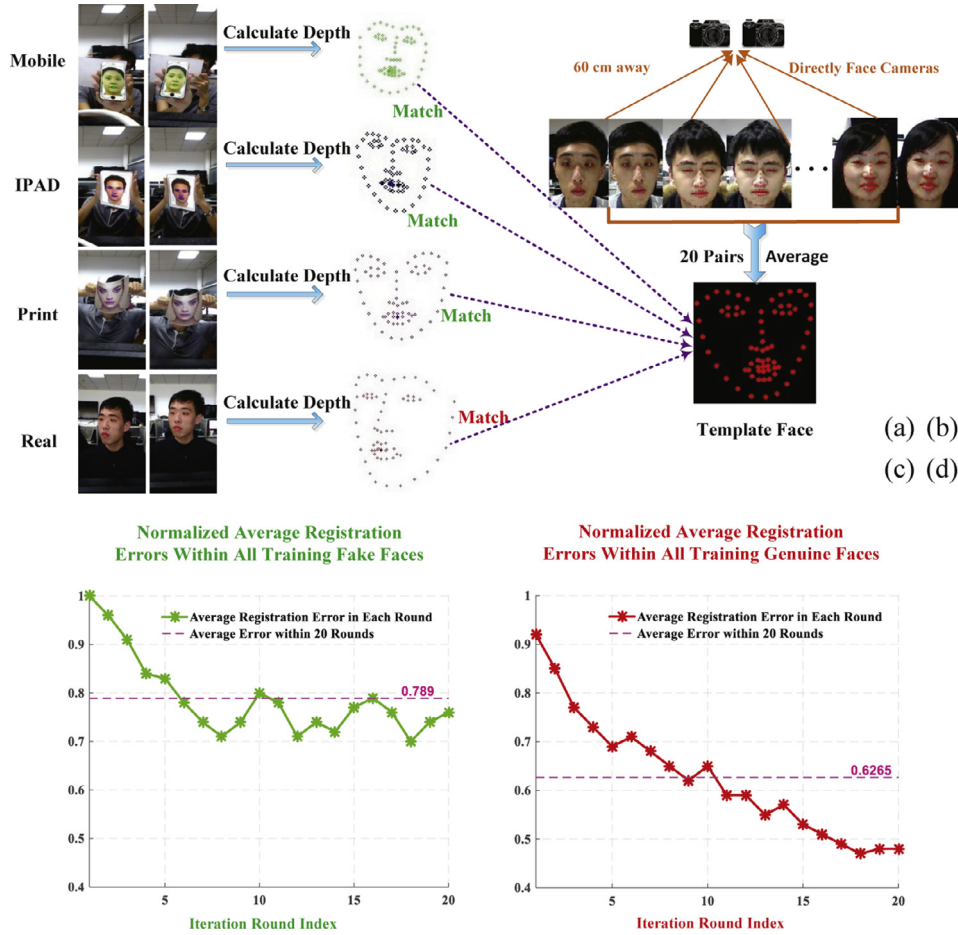 Mobile
Calculate Depth
Match
60 cm away
Directly Face Cameras
IPAD
Calculate Depth
Match
20 Pairs
Average
Print
Calculate Depth
Match
Real
Calculate Depth
Match
Template Face
(a) (b)
(c) (d)
Normalized Average Registration
Errors Within All Training Fake Faces
1
0.9
0.8
0.7
0.6
0.5
0.4
5
10
15
20
Average Registration Error in Each Round
Average Error within 20 Rounds
0.789
Iteration Round Index
Normalized Average Registration
Errors Within All Training Genuine Faces
1
0.9
0.8
0.7
0.6
0.5
0.4
5
10
15
20
Average Registration Error in Each Round
Average Error within 20 Rounds
0.6265
Iteration Round Index